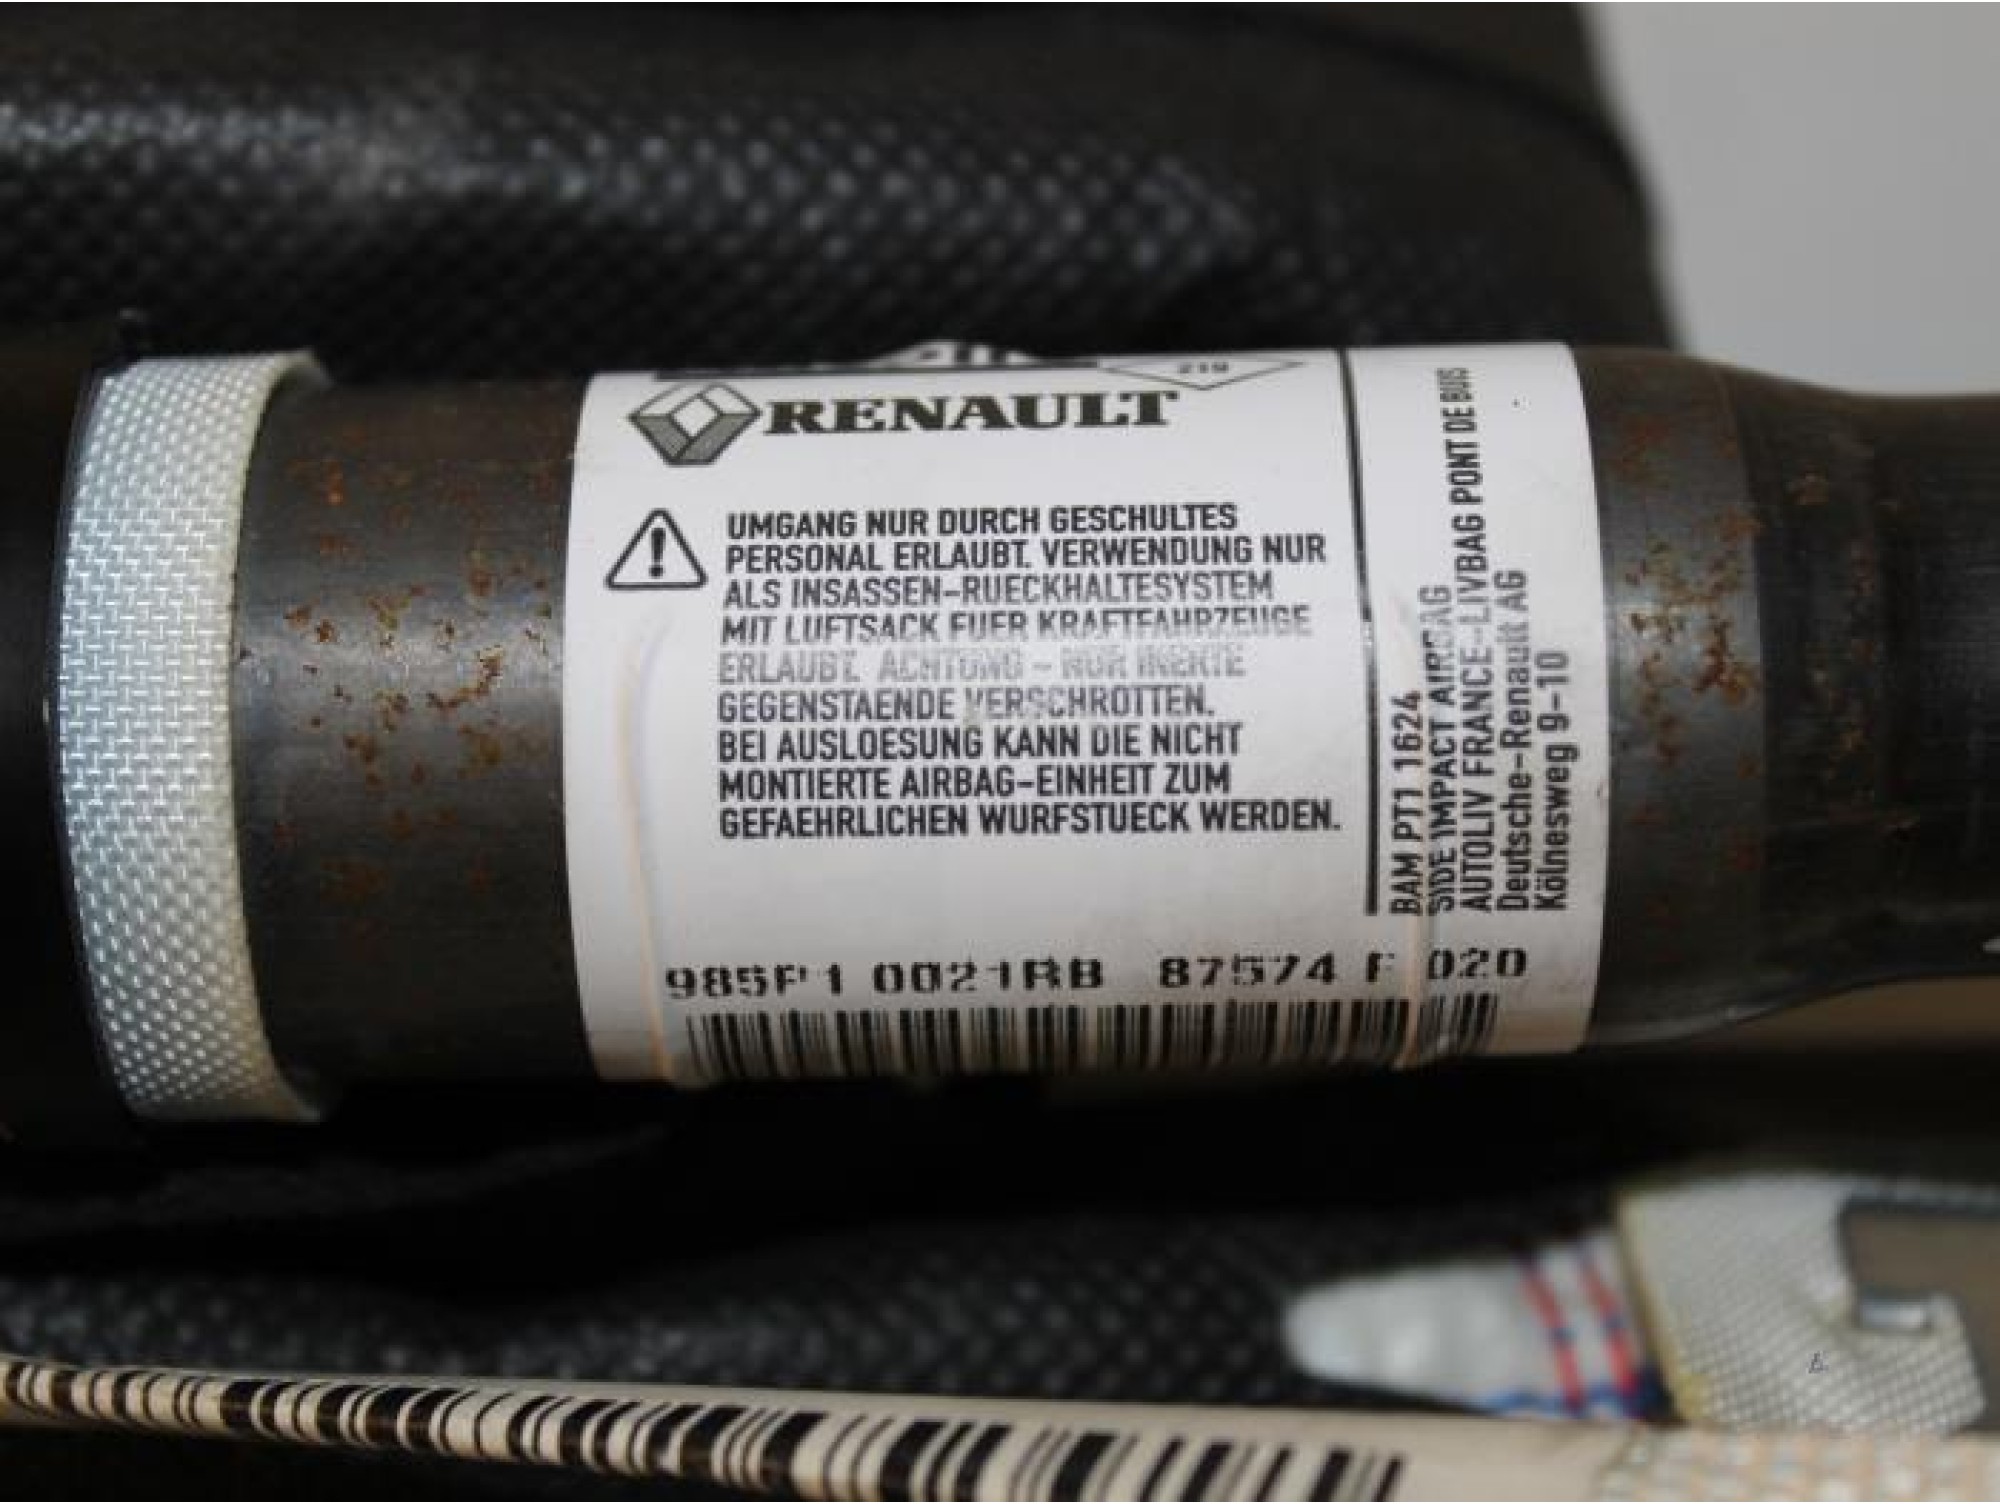 219
RENAULT
UMGANG NUR DURCH GESCHULTES
PERSONAL ERLAUBT. VERWENDUNG NUR
ALS INSASSEN-RUECKHALTESYSTEM
MIT LUFTSACK FUER KRAFTFAHRZEUGE
ERLAUBT. ACHTUNG - NUR INERTE
GEGENSTAENDE VERSCHROTTEN.
BEI AUSLOESUNG KANN DIE NICHT
MONTIERTE AIRBAG-EINHEIT ZUM
GEFAEHRLICHEN WURFSTUECK WERDEN.
BAM PT1 1624
SIDE IMPACT AIRBAG
AUTOLIV FRANCE-LIVBAG PONT DE BUIS
Deutsche-Renault AG
Kölnesweg 9-10
985P1 0021RB 87574 F 020